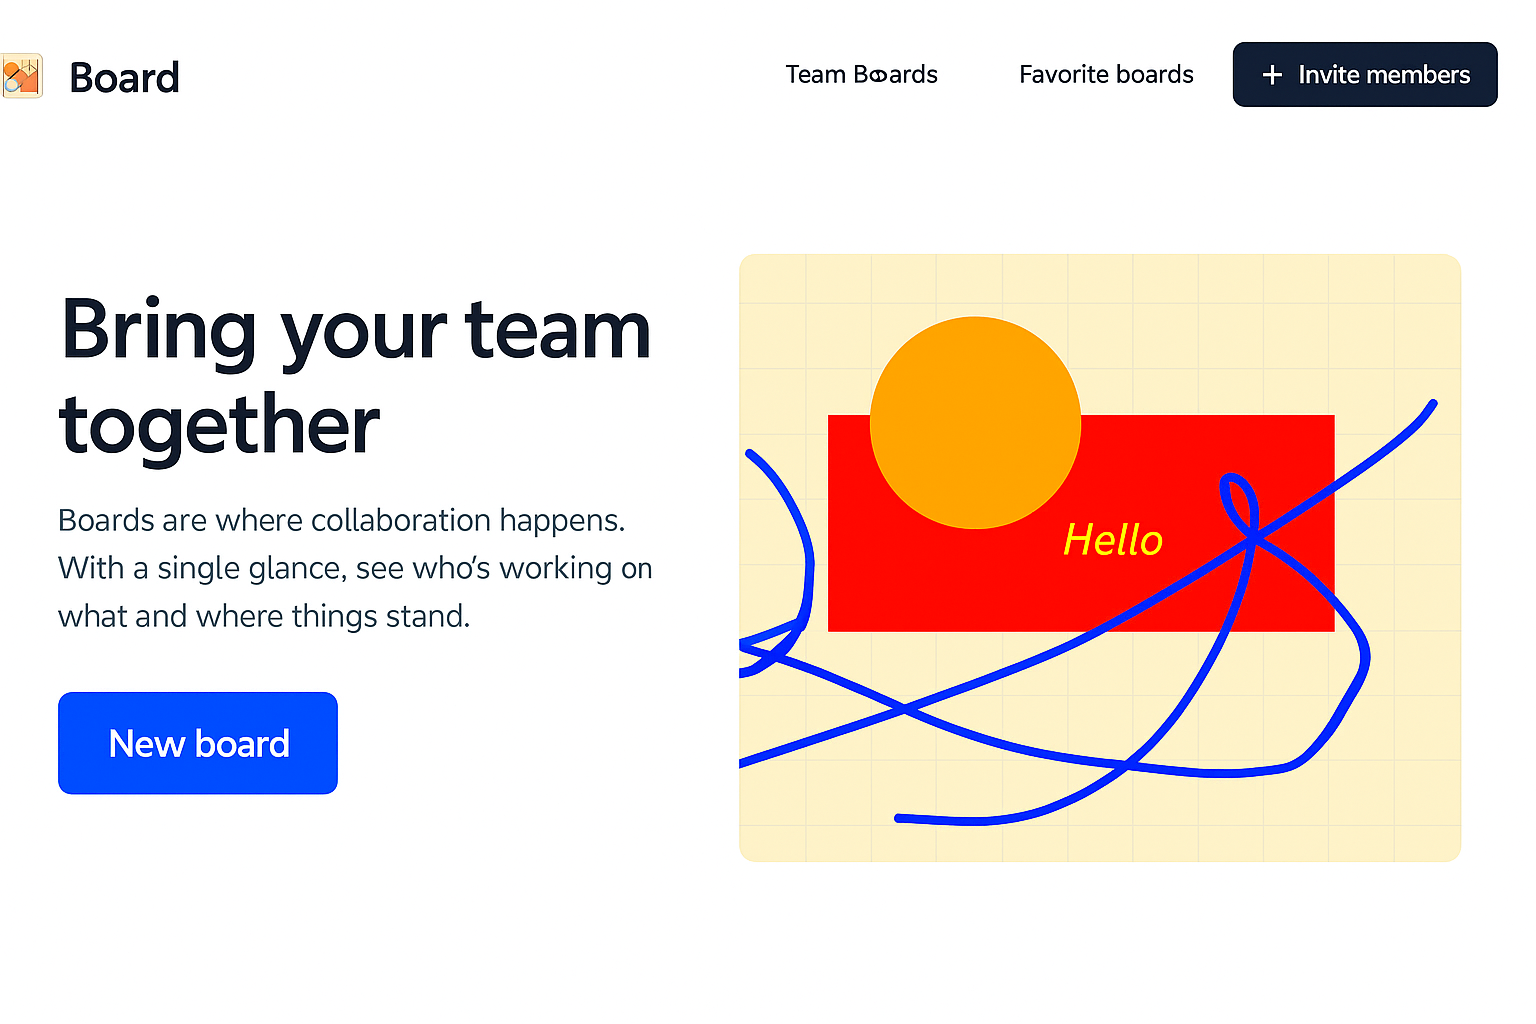 Board
Team Boards
Favorite boards
+ Invite members
Bring your team
together
Boards are where collaboration happens.
With a single glance, see who's working on
what and where things stand.
New board
Hello